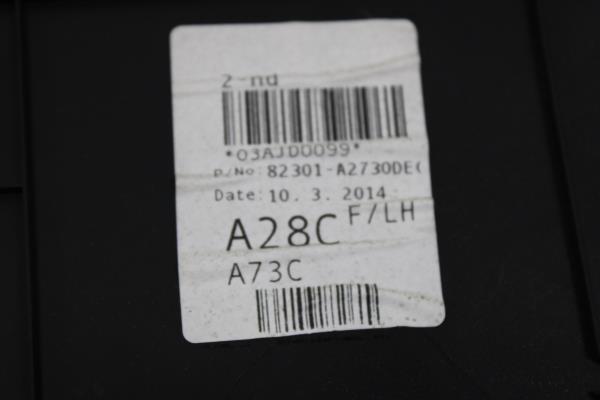 2-nd
*03AJD0099*
P/No: 82301-A2730DE(
Date: 10. 3. 2014
A28C F/LH
A73C